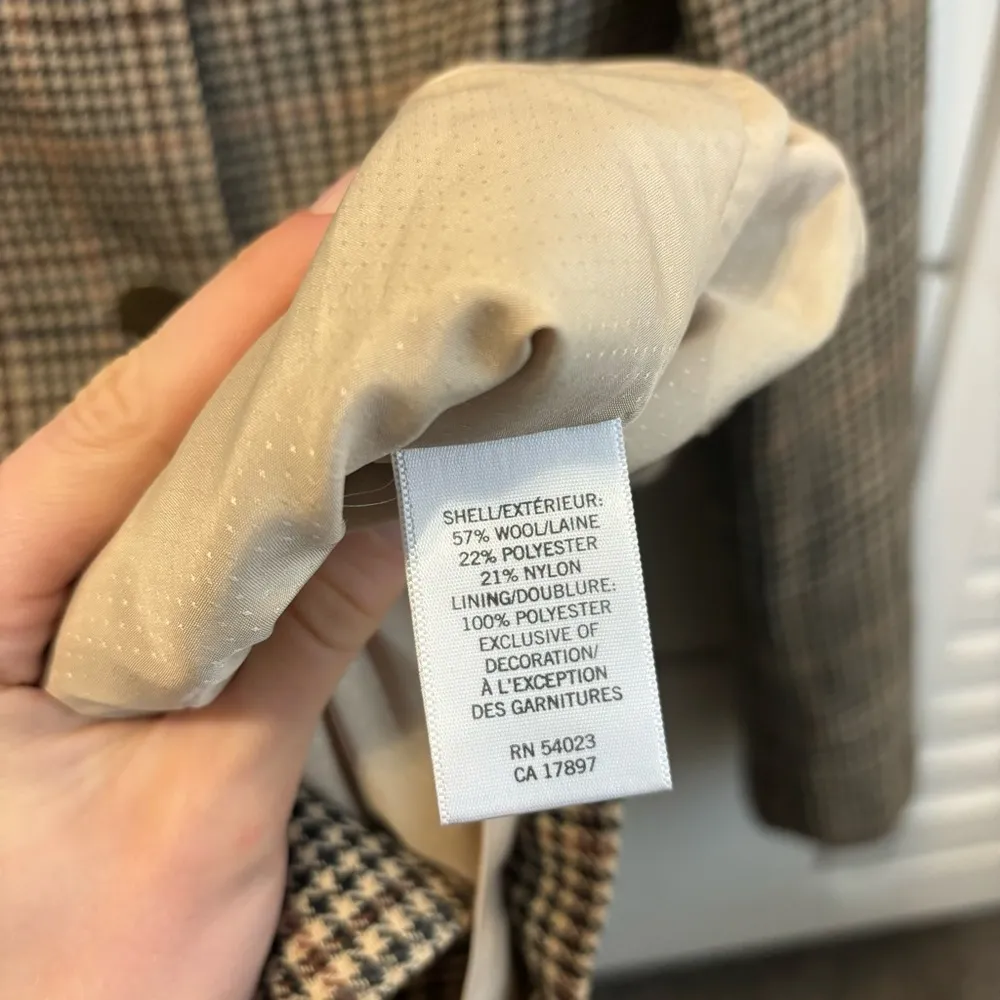 SHELL/EXTÉRIEUR:
57% WOOL/LAINE
22% POLYESTER
21% NYLON
LINING/DOUBLURE:
100% POLYESTER
EXCLUSIVE OF
DECORATION/
À L'EXCEPTION
DES GARNITURES
RN 54023
CA 17897